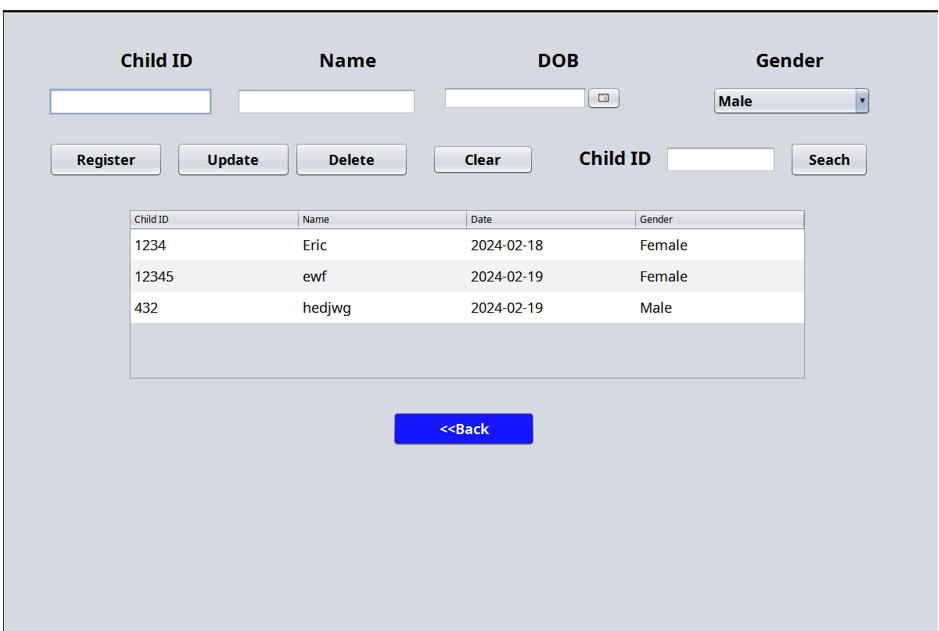 Child ID Name DOB Gender
Male
Register Update Delete Clear Child ID Seach
Child ID Name Date Gender
1234 Eric 2024-02-18 Female
12345 ewf 2024-02-19 Female
432 hedjwg 2024-02-19 Male
<<Back